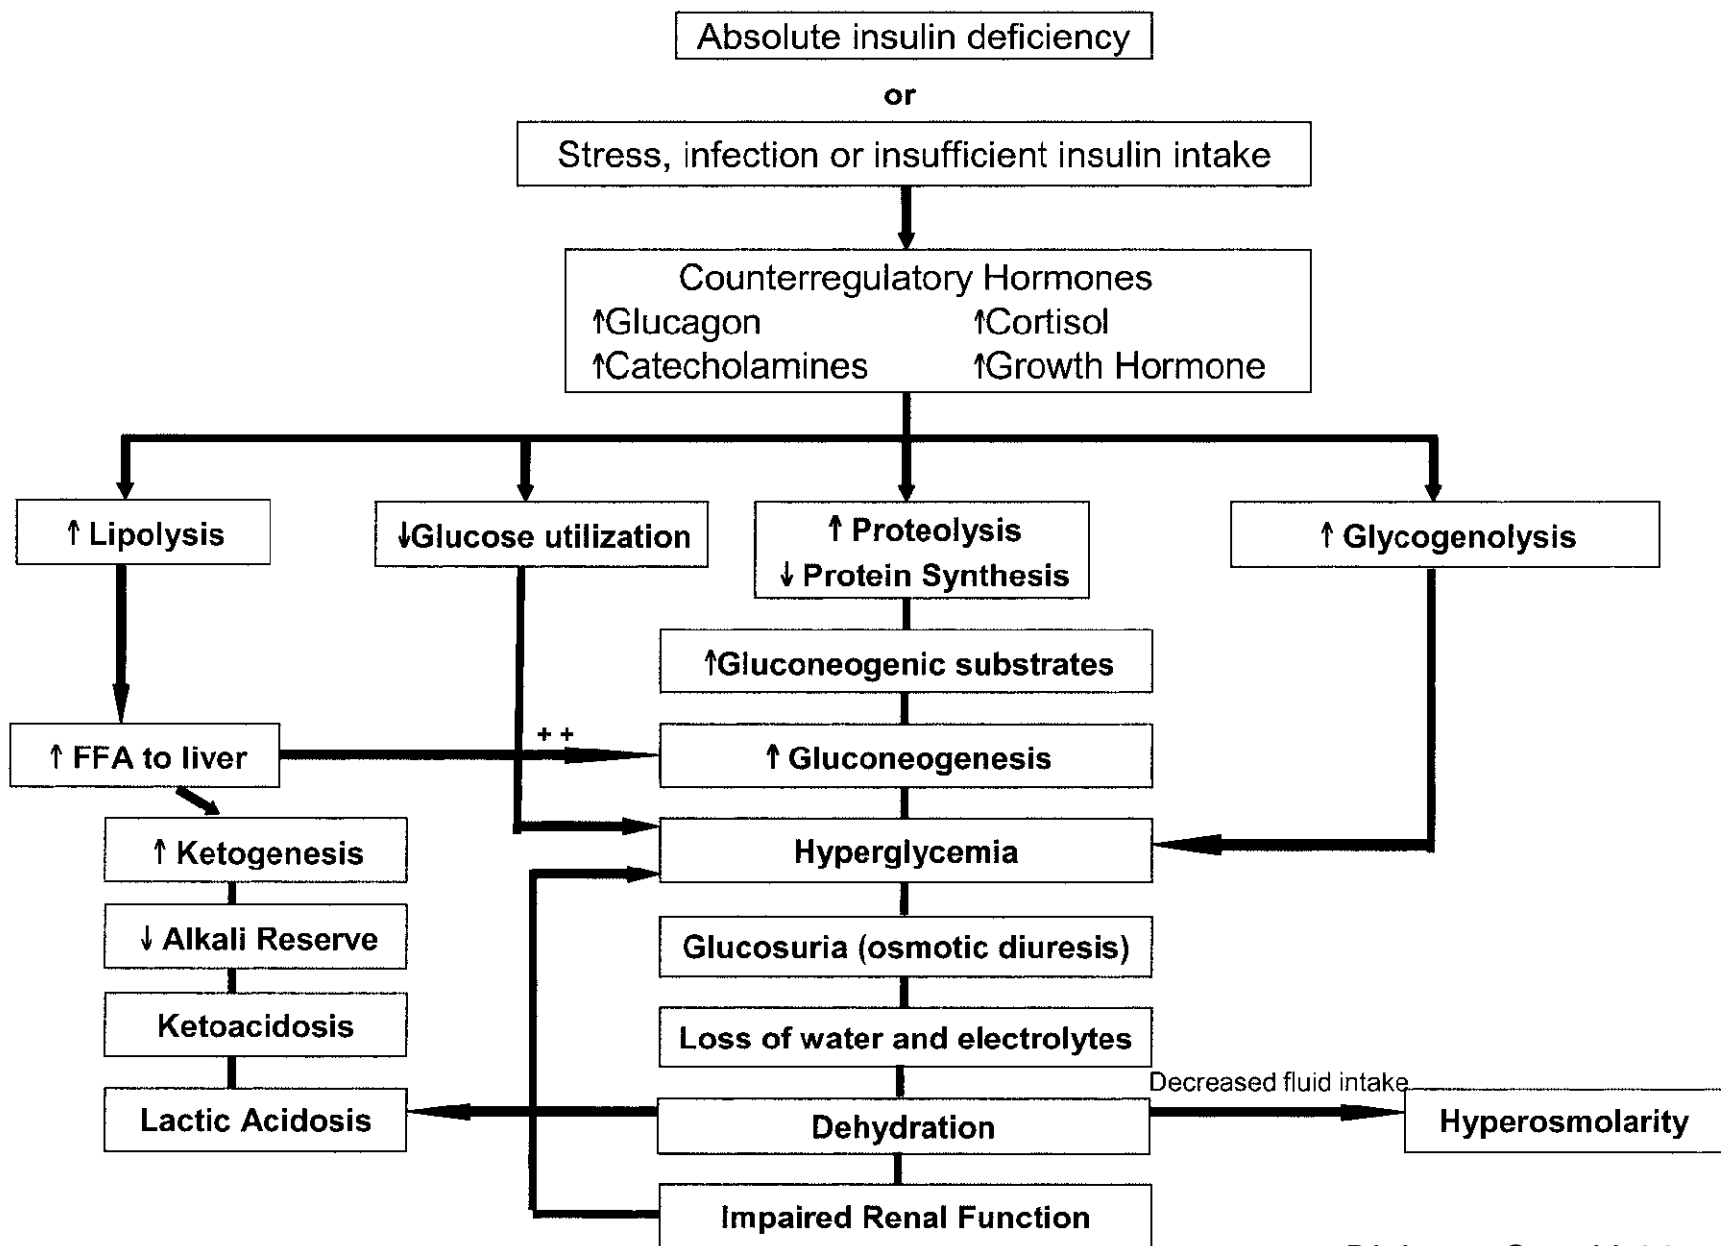 Absolute insulin deficiency
or
Stress, infection or insufficient insulin intake
Counterregulatory Hormones
↑Glucagon ↑Cortisol
↑Catecholamines ↑Growth Hormone
↑ Lipolysis
↓Glucose utilization
↑ Proteolysis
↓ Protein Synthesis
↑ Glycogenolysis
↑Gluconeogenic substrates
↑ FFA to liver
+ +
↑ Gluconeogenesis
↑ Ketogenesis
Hyperglycemia
↓ Alkali Reserve
Glucosuria (osmotic diuresis)
Ketoacidosis
Loss of water and electrolytes
Decreased fluid intake
Lactic Acidosis
Dehydration
Hyperosmolarity
Impaired Renal Function